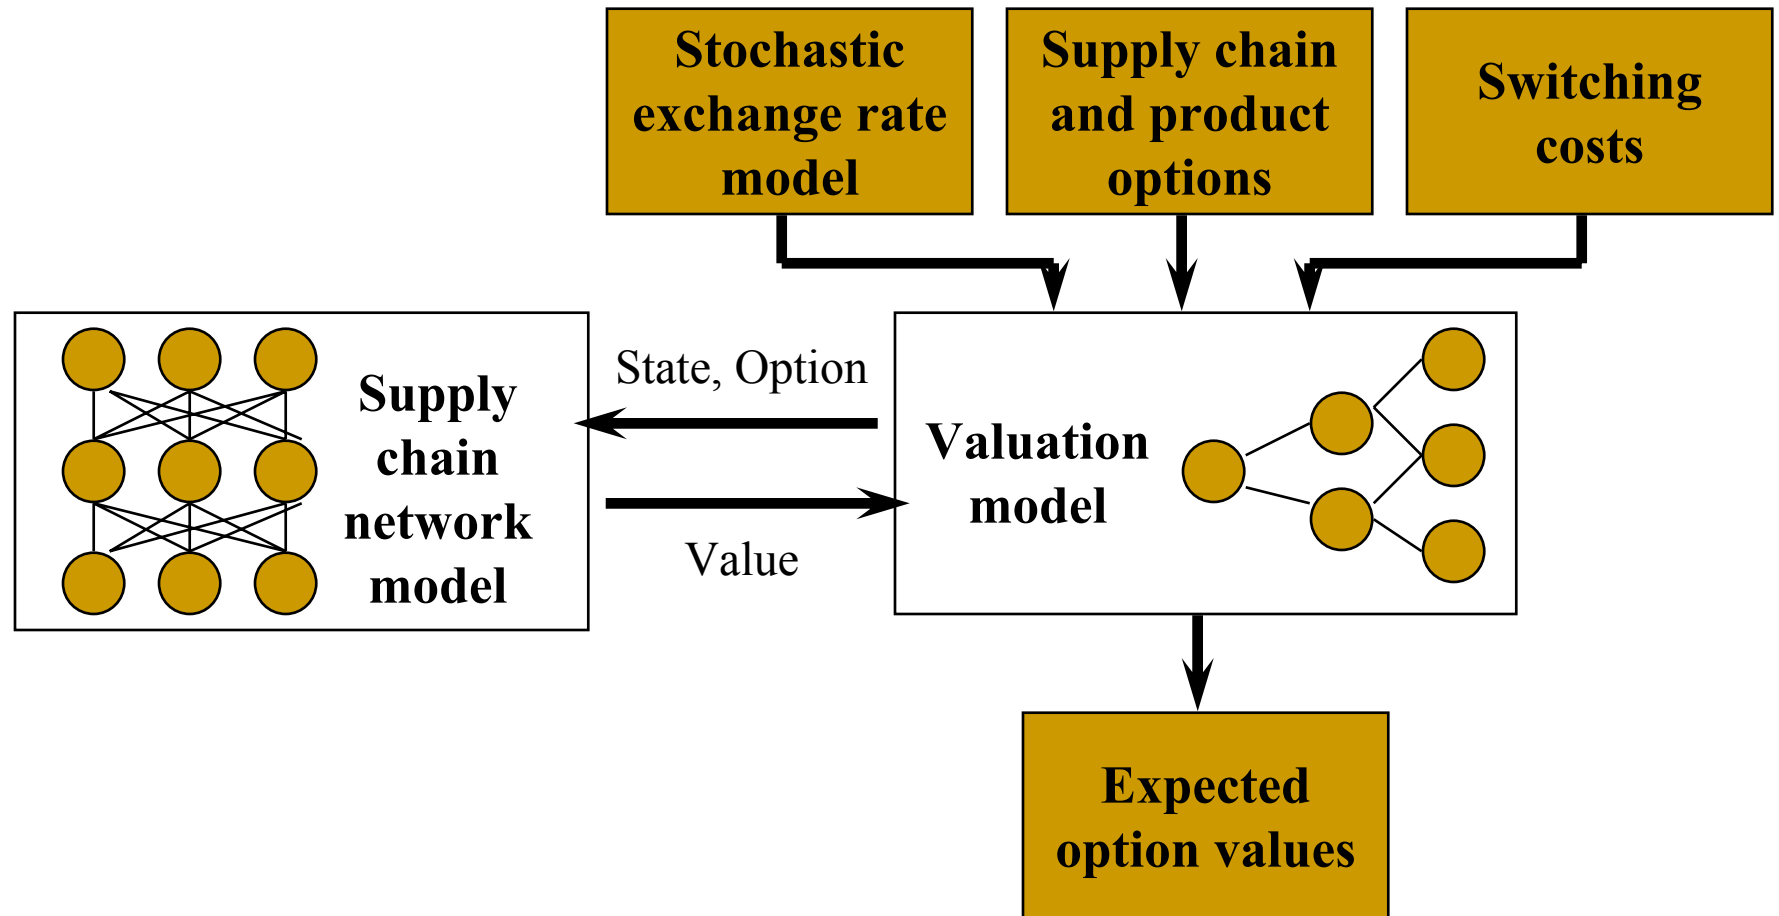 Stochastic
exchange rate
model
Supply chain
and product
options
Switching
costs
Supply
chain
network
model
State, Option
Value
Valuation
model
Expected
option values